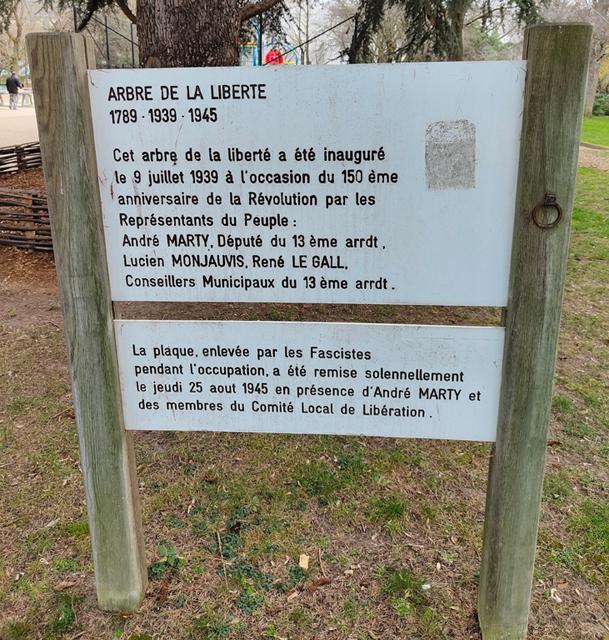 ARBRE DE LA LIBERTE
1789 · 1939 · 1945
Cet arbre de la liberté a été inauguré
le 9 juillet 1939 à l'occasion du 150 ème
anniversaire de la Révolution par les
Représentants du Peuple :
André MARTY, Député du 13 ème arrdt.
Lucien MONJAUVIS, René LE GALL,
Conseillers Municipaux du 13 ème arrdt.
La plaque, enlevée par les Fascistes
pendant l'occupation, a été remise solennellement
le jeudi 25 aout 1945 en présence d'André MARTY et
des membres du Comité Local de Libération.